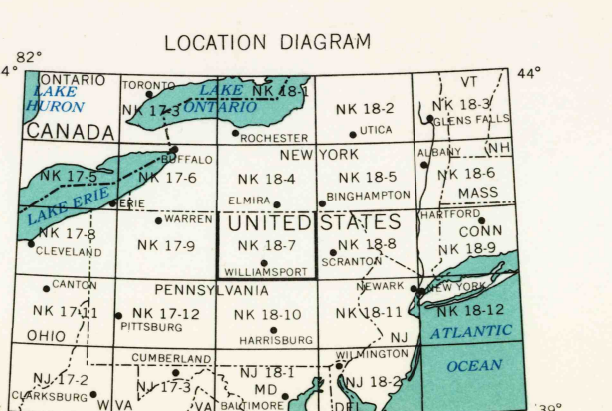 LOCATION DIAGRAM
82°
4°
44°
ONTARIO
TORONTO
VT
LAKE
HURON
LAKE
ONTARIO
NK 18-1
NK 17-3
NK 18-2
NK 18-3
CANADA
ROCHESTER
UTICA
GLENS FALLS
BUFFALO
NEW YORK
ALBANY
NH
NK 17-5
NK 17-6
NK 18-4
NK 18-5
NK 18-6
MASS
LAKE ERIE
ERIE
ELMIRA
BINGHAMPTON
WARREN
UNITED STATES
HARTFORD
CONN
NK 17-8
NK 17-9
NK 18-7
NK 18-8
NK 18-9
CLEVELAND
WILLIAMSPORT
SCRANTON
CANTON
PENNSYLVANIA
NEWARK
NEW YORK
NK 17-11
NK 17-12
NK 18-10
NK 18-11
NK 18-12
PITTSBURG
HARRISBURG
OHIO
NJ
ATLANTIC
OCEAN
CUMBERLAND
WILMINGTON
NJ 17-2
NJ 17-3
NJ 18-1
NJ 18-2
MD
CLARKSBURG
W VA
VA
BALTIMORE
DEL
39°